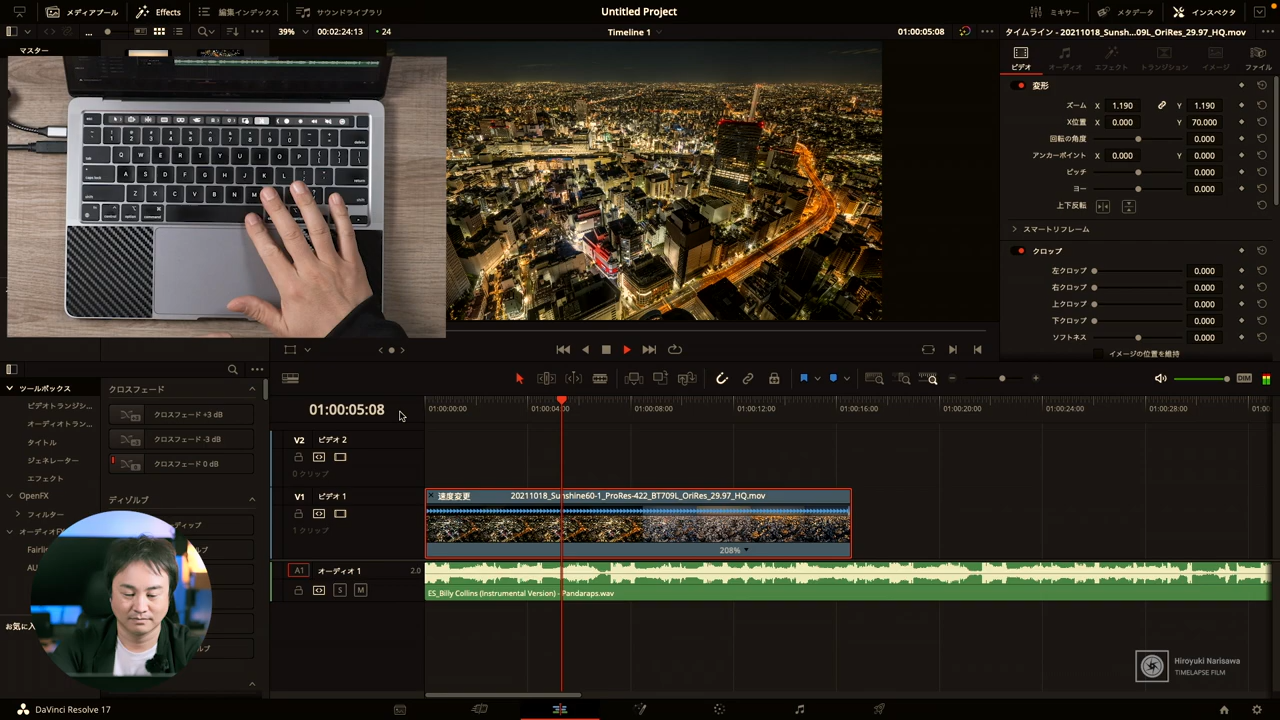 メディアプール
Effects
編集インデックス
サウンドライブラリ
Untitled Project
ミキサー
メタデータ
インスペクタ
39%
00:02:24:13
24
Timeline 1
01:00:05:08
タイムライン - 20211018_Sunsh...09L_OriRes_29.97_HQ.mov
マスター
ビデオ
オーディオ
エフェクト
トランジション
イメージ
ファイル
変形
ズーム X 1.190 Y 1.190
X位置 X 0.000 Y 70.000
回転の角度 0.000
アンカーポイント X 0.000 Y 0.000
ピッチ 0.000
ヨー 0.000
上下反転
スマートリフレーム
クロップ
左クロップ 0.000
右クロップ 0.000
上クロップ 0.000
下クロップ 0.000
ソフトネス 0.000
イメージの位置を維持
DIM
ツールボックス
ビデオトランジシ...
オーディオトラン...
タイトル
ジェネレーター
エフェクト
OpenFX
フィルター
オーディオF
Fairli
AU
お気に入
クロスフェード
クロスフェード +3 dB
クロスフェード -3 dB
クロスフェード 0 dB
ディゾルブ
01:00:05:08
01:00:00:00
01:00:04:00
01:00:08:00
01:00:12:00
01:00:16:00
01:00:20:00
01:00:24:00
01:00:28:00
V2 ビデオ 2
0 クリップ
V1 ビデオ 1
1 クリップ
速度変更 20211018_Sunshine60-1_ProRes-422_BT709L_OriRes_29.97_HQ.mov
208%
A1 オーディオ 1 2.0
S M
ES_Billy Collins (Instrumental Version) - Pandaraps.wav
Hiroyuki Narisawa
TIMELAPSE FILM
DaVinci Resolve 17